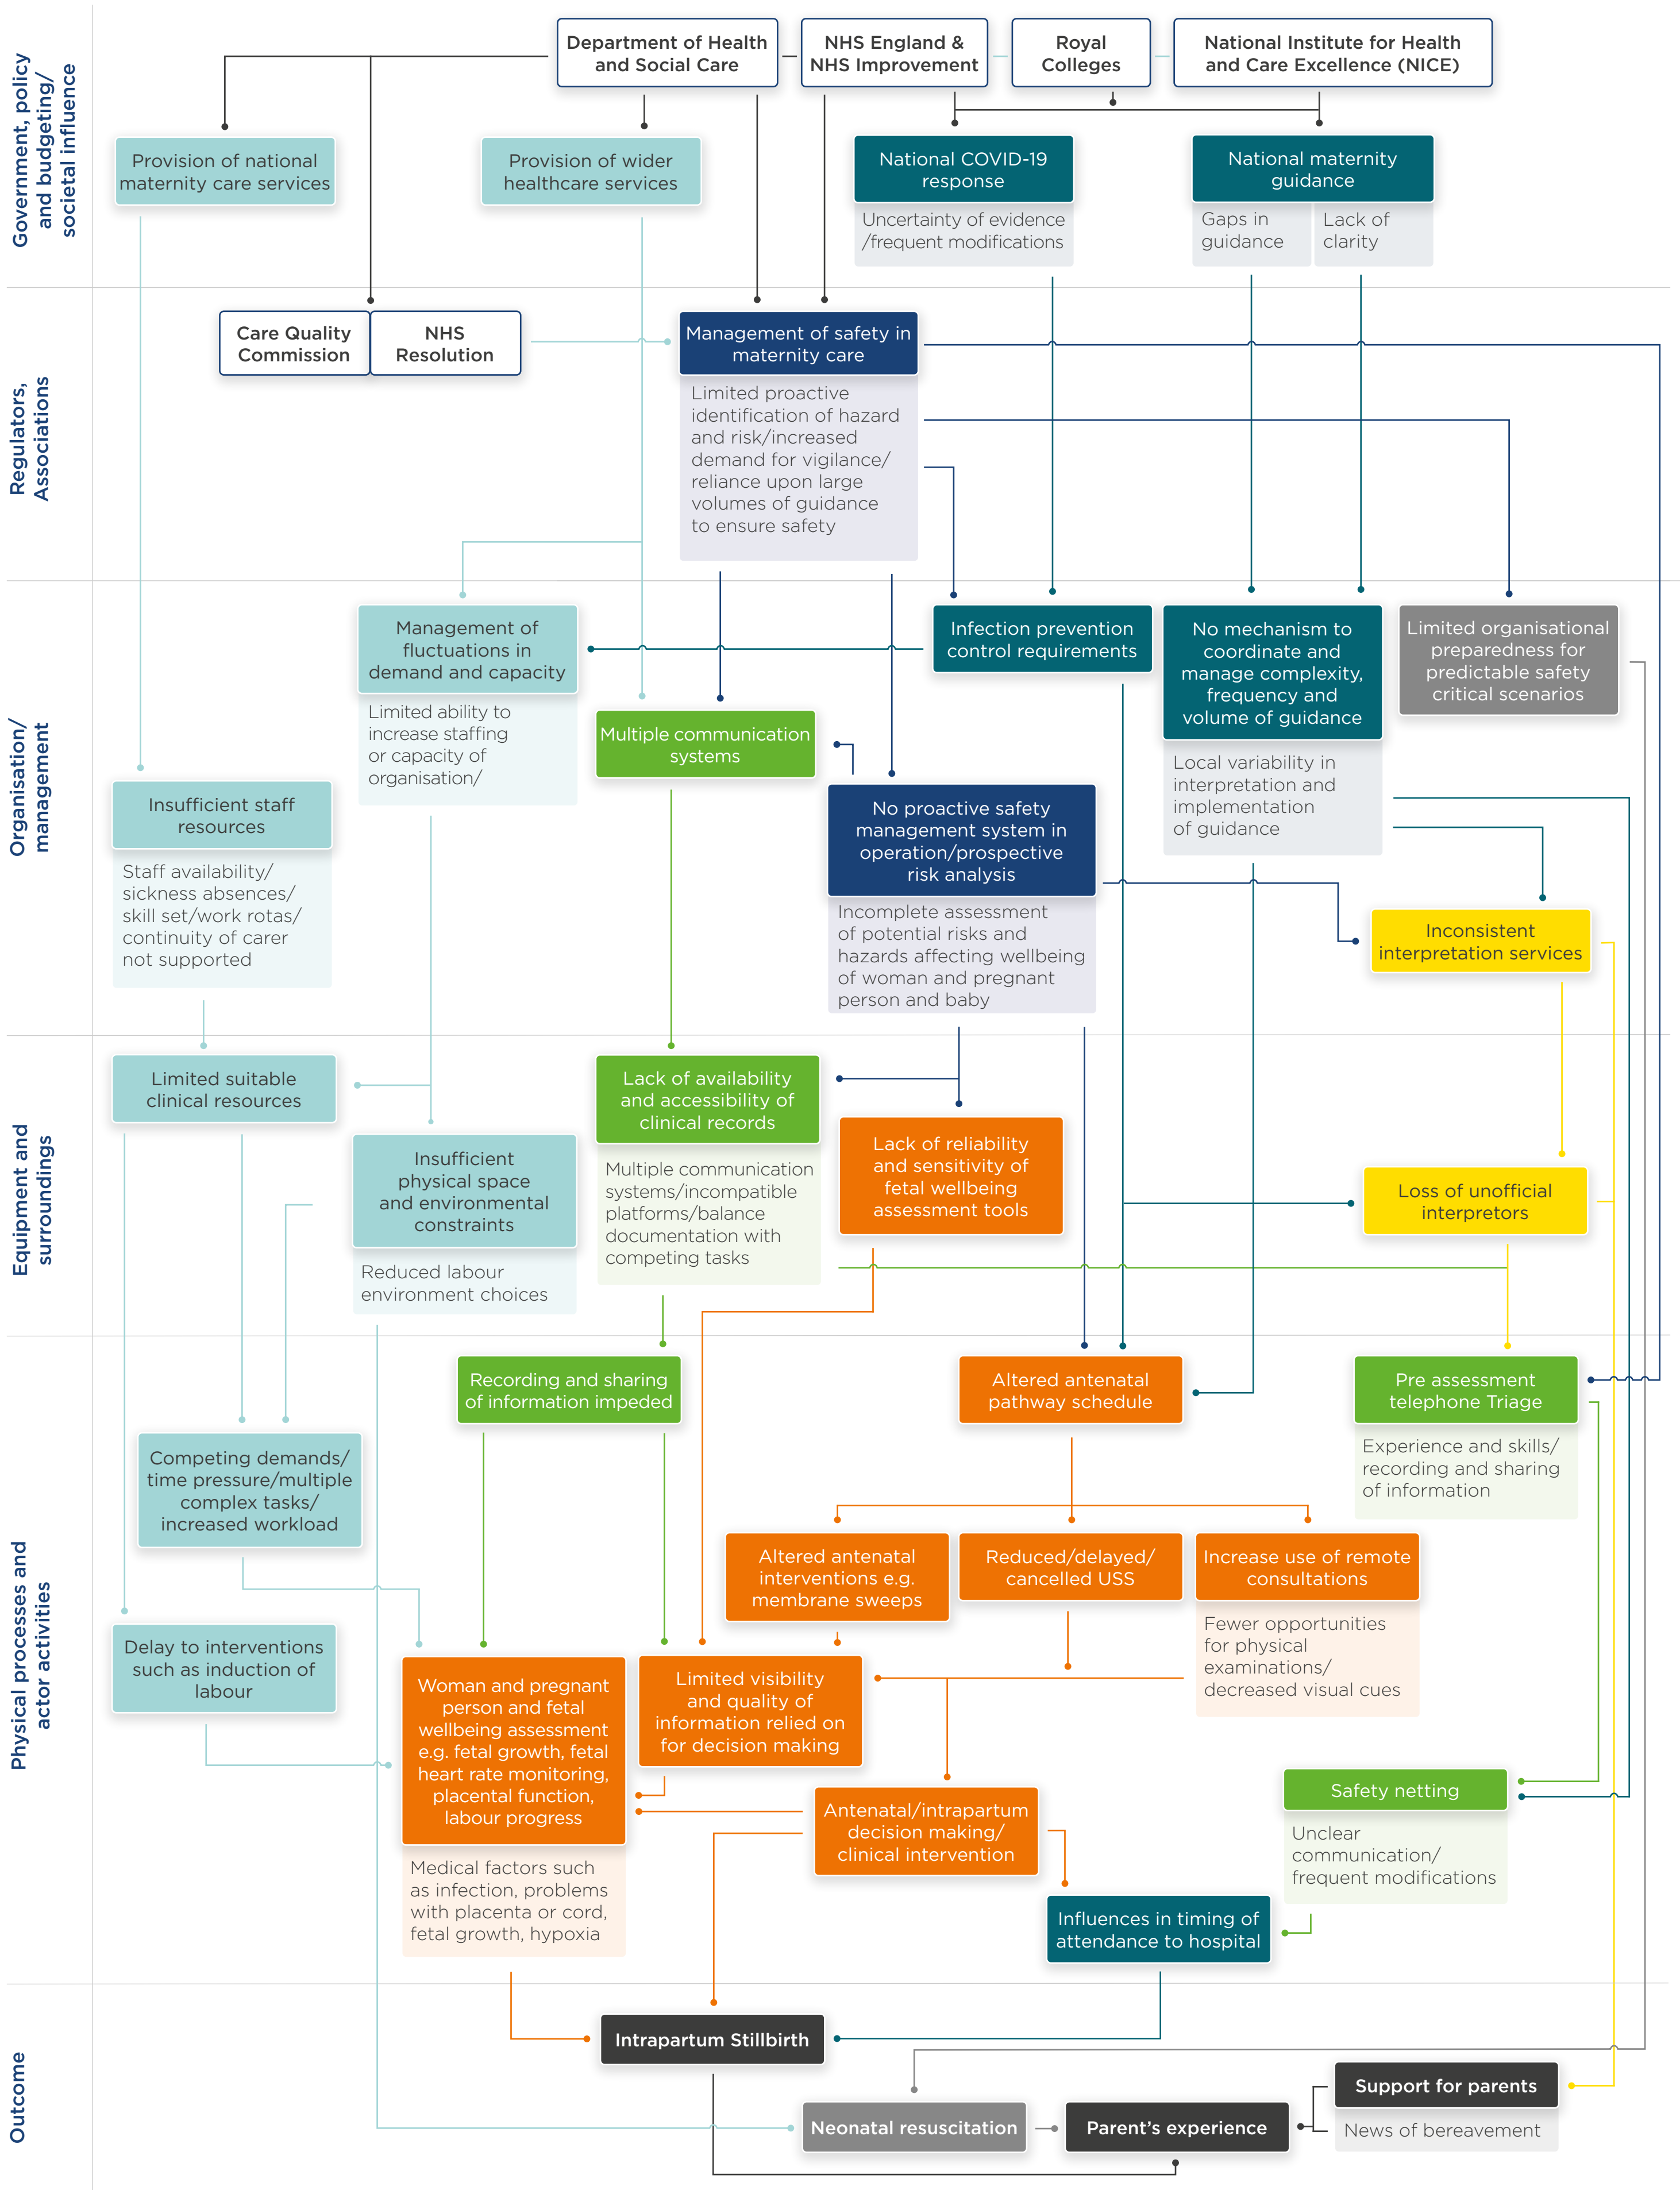 Government, policy
and budgeting/
societal influence
Department of Health
and Social Care
NHS England &
NHS Improvement
Royal
Colleges
National Institute for Health
and Care Excellence (NICE)
Provision of national
maternity care services
Provision of wider
healthcare services
National COVID-19
response
Uncertainty of evidence
/frequent modifications
National maternity
guidance
Gaps in
guidance
Lack of
clarity
Regulators,
Associations
Care Quality
Commission
NHS
Resolution
Management of safety in
maternity care
Limited proactive
identification of hazard
and risk/increased
demand for vigilance/
reliance upon large
volumes of guidance
to ensure safety
Organisation/
management
Management of
fluctuations in
demand and capacity
Limited ability to
increase staffing
or capacity of
organisation/
Infection prevention
control requirements
No mechanism to
coordinate and
manage complexity,
frequency and
volume of guidance
Local variability in
interpretation and
implementation
of guidance
Limited organisational
preparedness for
predictable safety
critical scenarios
Multiple communication
systems
Insufficient staff
resources
Staff availability/
sickness absences/
skill set/work rotas/
continuity of carer
not supported
No proactive safety
management system in
operation/prospective
risk analysis
Incomplete assessment
of potential risks and
hazards affecting wellbeing
of woman and pregnant
person and baby
Inconsistent
interpretation services
Equipment and
surroundings
Limited suitable
clinical resources
Insufficient
physical space
and environmental
constraints
Reduced labour
environment choices
Lack of availability
and accessibility of
clinical records
Multiple communication
systems/incompatible
platforms/balance
documentation with
competing tasks
Lack of reliability
and sensitivity of
fetal wellbeing
assessment tools
Loss of unofficial
interpretors
Physical processes and
actor activities
Recording and sharing
of information impeded
Altered antenatal
pathway schedule
Pre assessment
telephone Triage
Experience and skills/
recording and sharing
of information
Competing demands/
time pressure/multiple
complex tasks/
increased workload
Altered antenatal
interventions e.g.
membrane sweeps
Reduced/delayed/
cancelled USS
Increase use of remote
consultations
Fewer opportunities
for physical
examinations/
decreased visual cues
Delay to interventions
such as induction of
labour
Woman and pregnant
person and fetal
wellbeing assessment
e.g. fetal growth, fetal
heart rate monitoring,
placental function,
labour progress
Medical factors such
as infection, problems
with placenta or cord,
fetal growth, hypoxia
Limited visibility
and quality of
information relied on
for decision making
Antenatal/intrapartum
decision making/
clinical intervention
Safety netting
Unclear
communication/
frequent modifications
Influences in timing of
attendance to hospital
Outcome
Intrapartum Stillbirth
Neonatal resuscitation
Parent's experience
Support for parents
News of bereavement